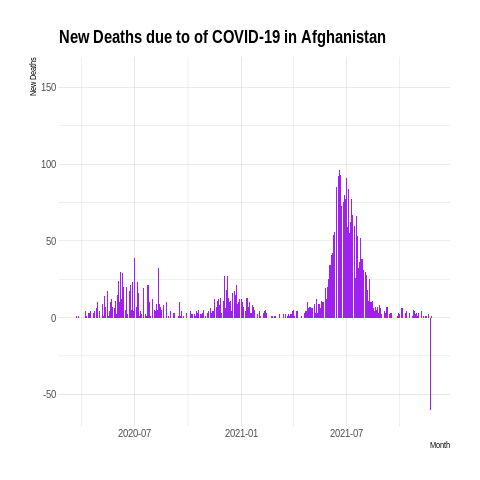 New Deaths due to of COVID-19 in Afghanistan
New Deaths
150
100
50
0
-50
2020-07
2021-01
2021-07
Month